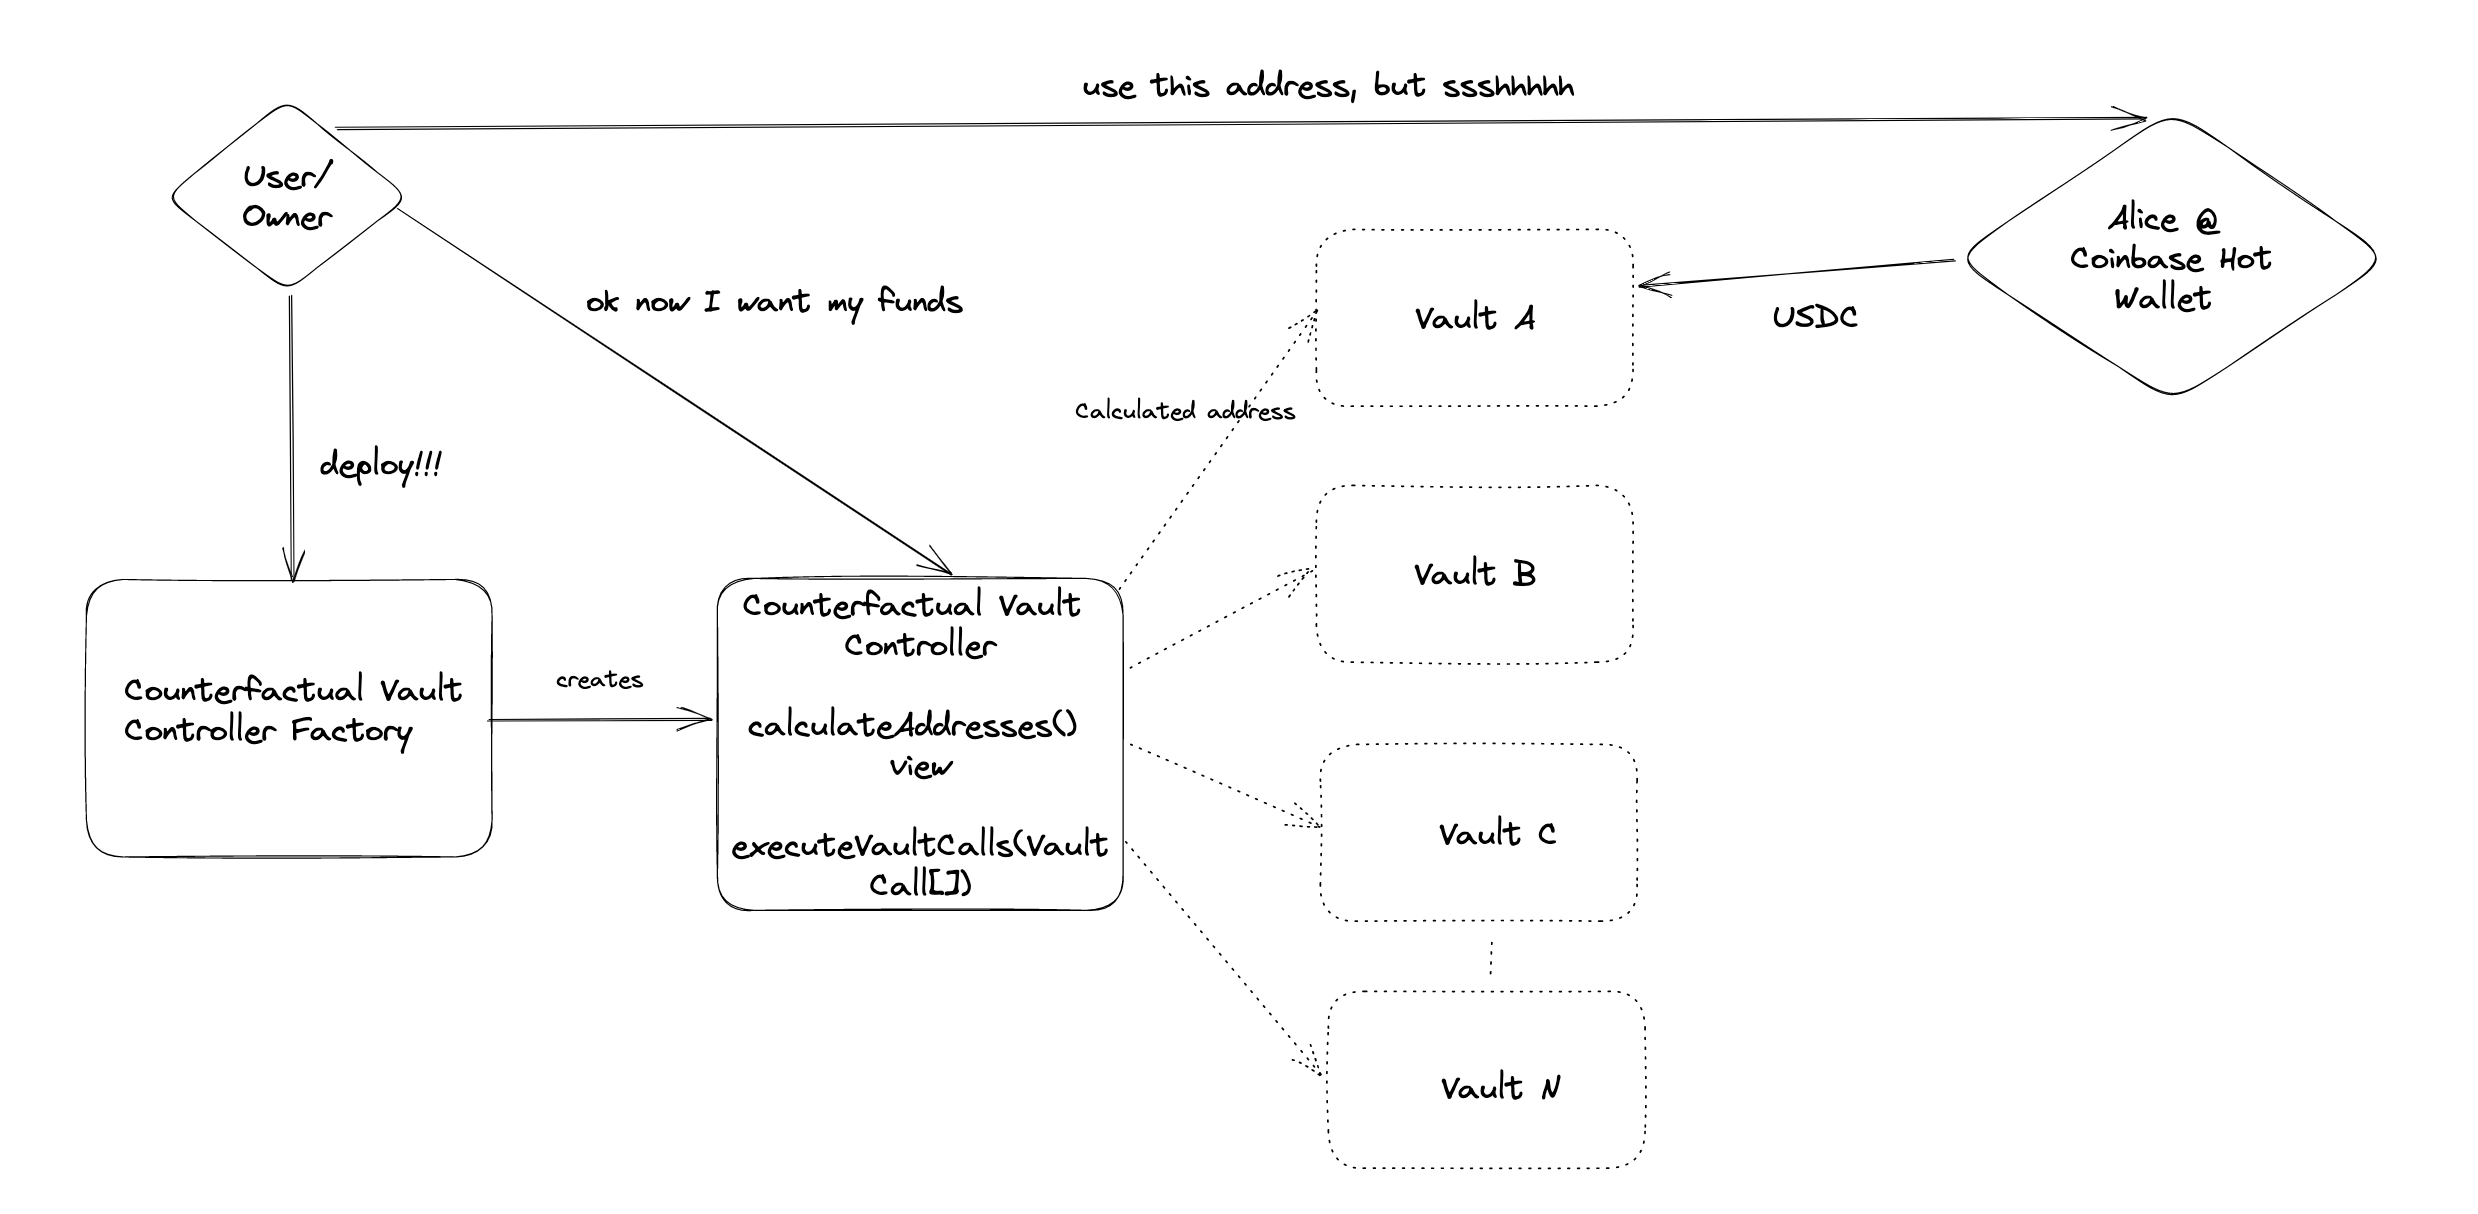 use this address, but sssshhhhh
User/
Owner
Alice @
Coinbase Hot
Wallet
ok now I want my funds
Vault A
USDC
Calculated address
deploy!!!
Vault B
Counterfactual Vault
Controller
calculateAddresses()
view
executeVaultCalls(Vault
Call[])
creates
Counterfactual Vault
Controller Factory
Vault C
Vault N